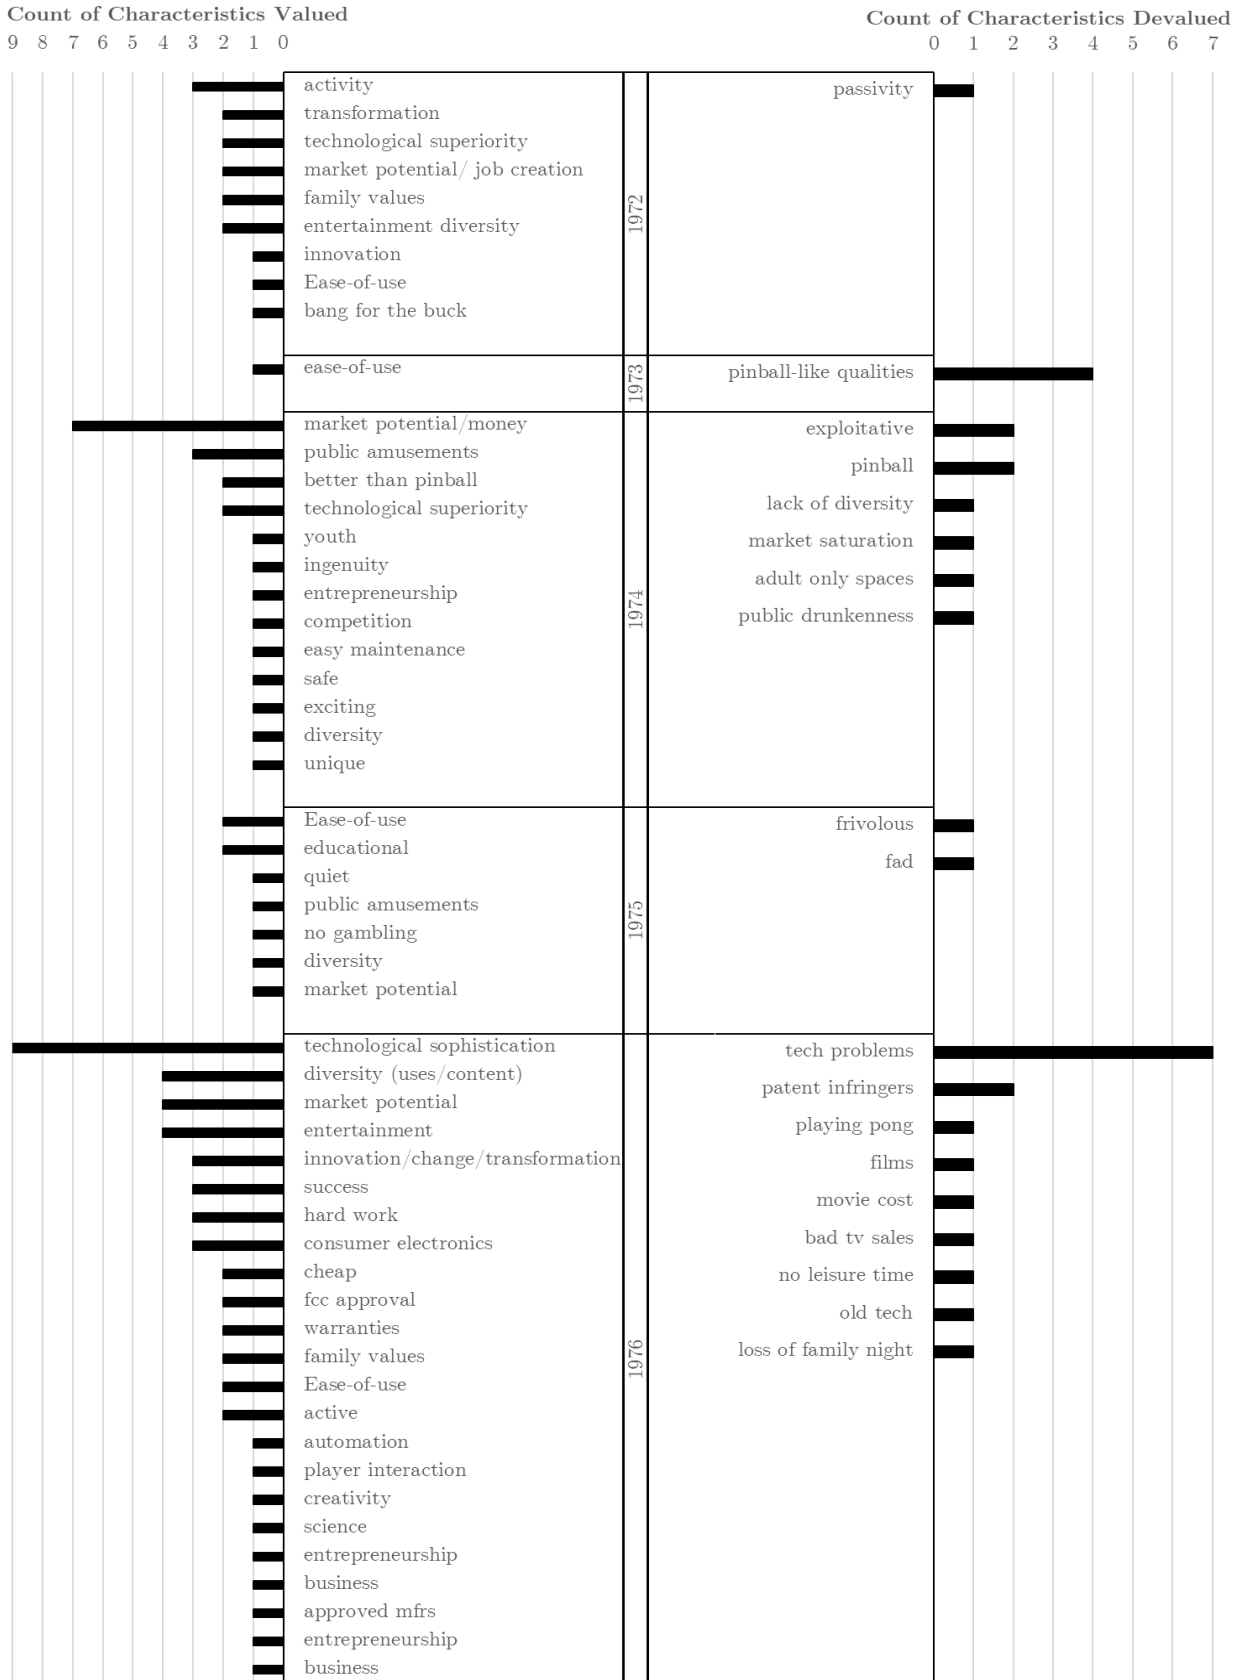 Count of Characteristics Valued
Count of Characteristics Devalued
9 8 7 6 5 4 3 2 1 0
0 1 2 3 4 5 6 7
1972
activity
transformation
technological superiority
market potential/ job creation
family values
entertainment diversity
innovation
Ease-of-use
bang for the buck
passivity
1973
ease-of-use
pinball-like qualities
1974
market potential/money
public amusements
better than pinball
technological superiority
youth
ingenuity
entrepreneurship
competition
easy maintenance
safe
exciting
diversity
unique
exploitative
pinball
lack of diversity
market saturation
adult only spaces
public drunkenness
1975
Ease-of-use
educational
quiet
public amusements
no gambling
diversity
market potential
frivolous
fad
1976
technological sophistication
diversity (uses/content)
market potential
entertainment
innovation/change/transformation
success
hard work
consumer electronics
cheap
fcc approval
warranties
family values
Ease-of-use
active
automation
player interaction
creativity
science
entrepreneurship
business
approved mfrs
entrepreneurship
business
tech problems
patent infringers
playing pong
films
movie cost
bad tv sales
no leisure time
old tech
loss of family night